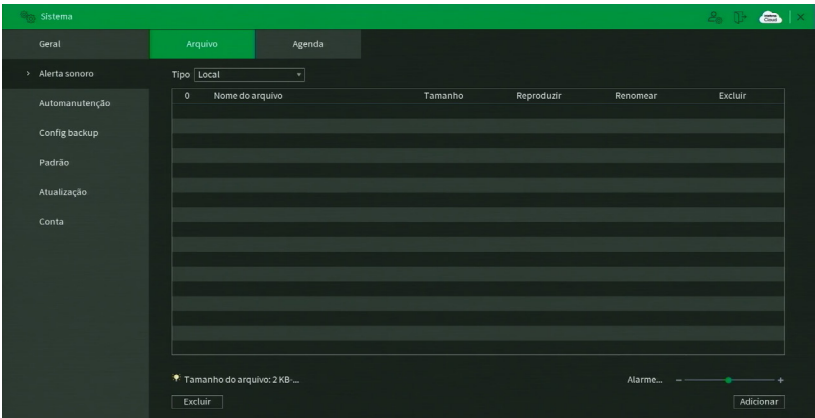 Sistema
Cloud
Geral
Arquivo
Agenda
Alerta sonoro
Tipo
Local
0
Nome do arquivo
Tamanho
Reproduzir
Renomear
Excluir
Automanutenção
Config backup
Padrão
Atualização
Conta
Tamanho do arquivo: 2 KB-...
Alarme...
Excluir
Adicionar